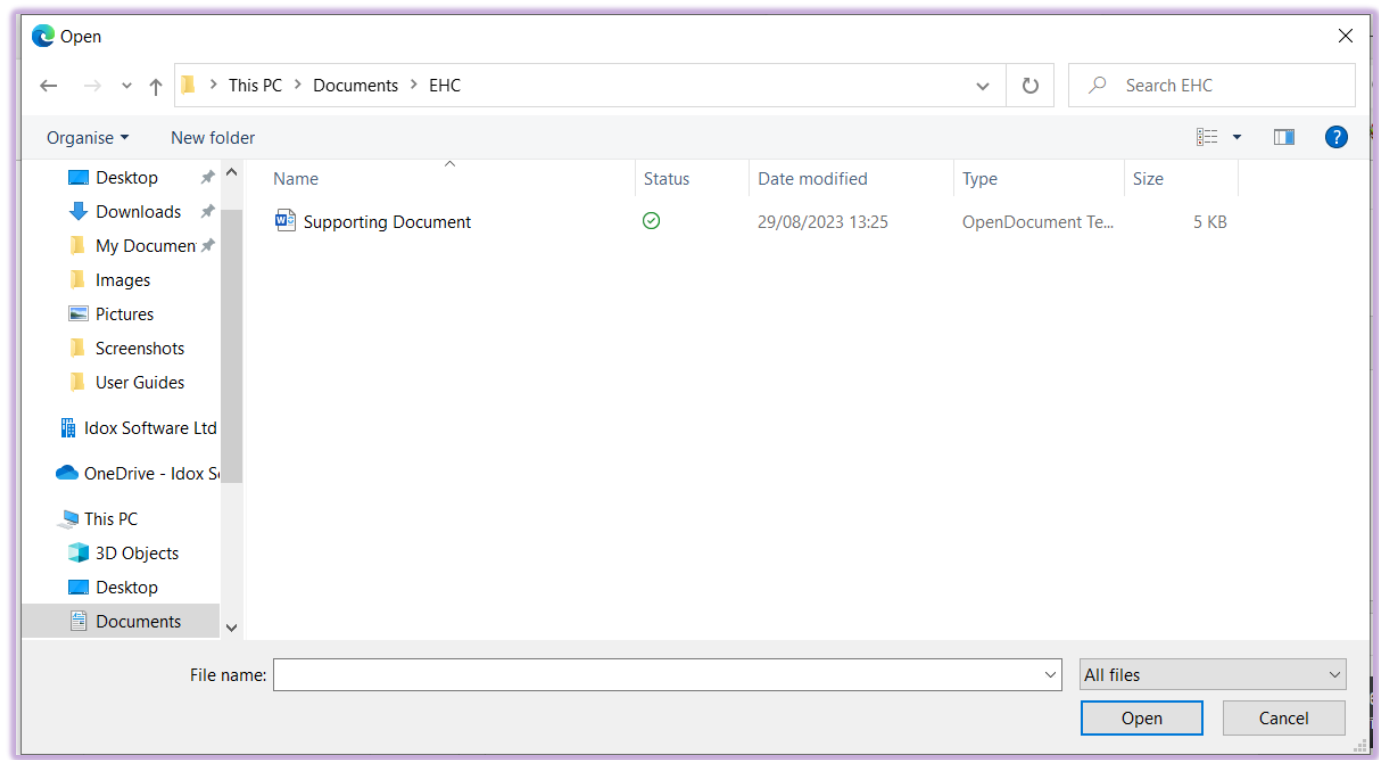 Open
This PC > Documents > EHC
Search EHC
Organise
New folder
Name Status Date modified Type Size
Supporting Document 29/08/2023 13:25 OpenDocument Te... 5 KB
Desktop
Downloads
My Documen
Images
Pictures
Screenshots
User Guides
Idox Software Ltd
OneDrive - Idox S
This PC
3D Objects
Desktop
Documents
File name:
All files
Open
Cancel